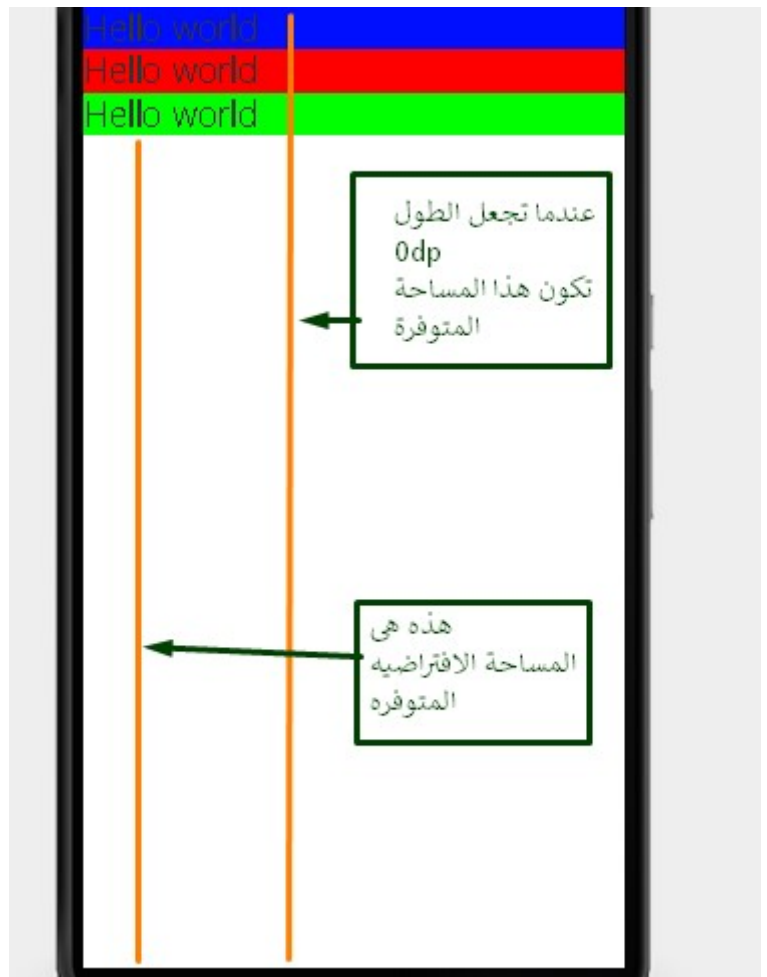 Hello world
Hello world
Hello world
عندما تجعل الطول
0dp
تكون هذا المساحة
المتوفرة
هذه هى
المساحة الافتراضيه
المتوفره